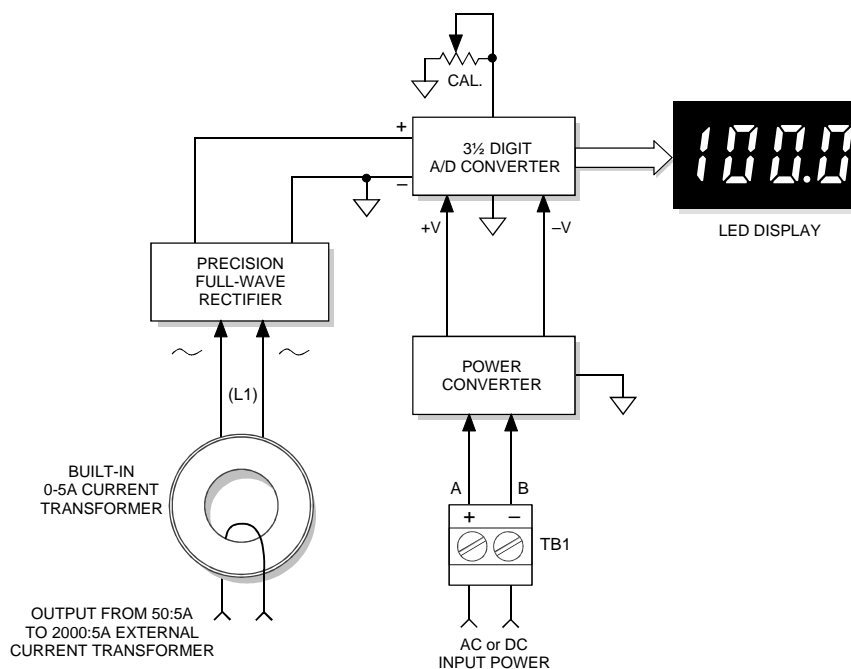 CAL.
+
–
3½ DIGIT
A/D CONVERTER
100.0
LED DISPLAY
+V
–V
PRECISION
FULL-WAVE
RECTIFIER
POWER
CONVERTER
(L1)
BUILT-IN
0-5A CURRENT
TRANSFORMER
A
B
+
–
TB1
OUTPUT FROM 50:5A
TO 2000:5A EXTERNAL
CURRENT TRANSFORMER
AC or DC
INPUT POWER